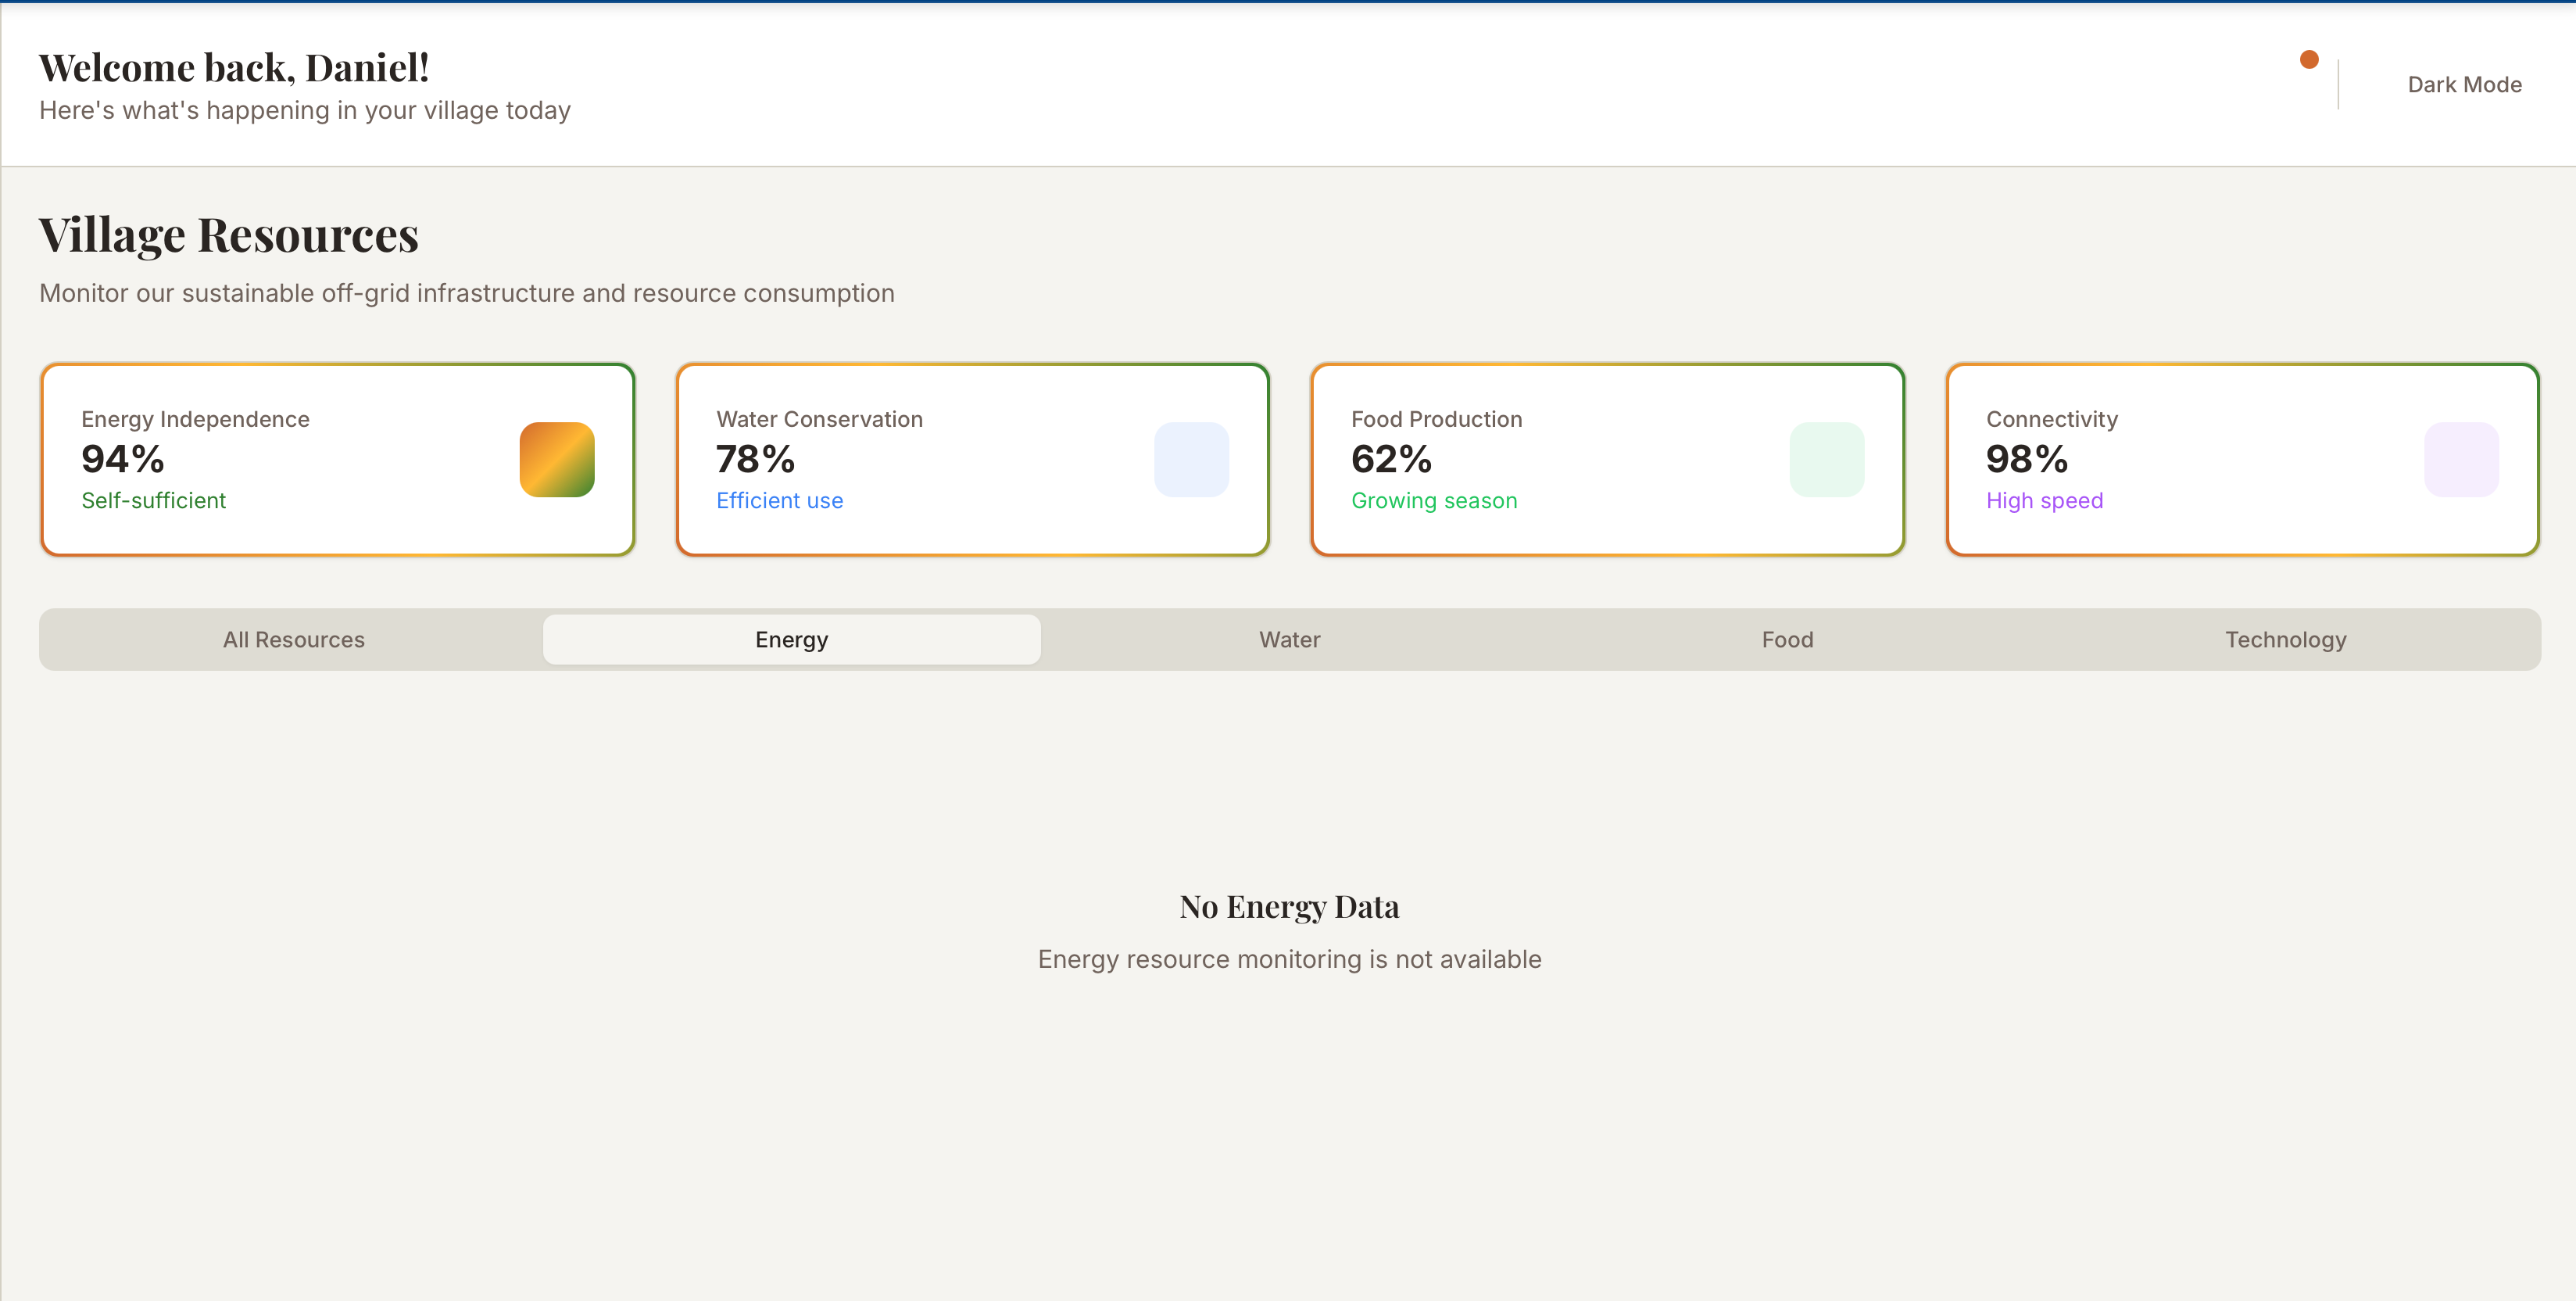 Welcome back, Daniel!
Here's what's happening in your village today
Dark Mode
Village Resources
Monitor our sustainable off-grid infrastructure and resource consumption
Energy Independence
94%
Self-sufficient
Water Conservation
78%
Efficient use
Food Production
62%
Growing season
Connectivity
98%
High speed
All Resources
Energy
Water
Food
Technology
No Energy Data
Energy resource monitoring is not available